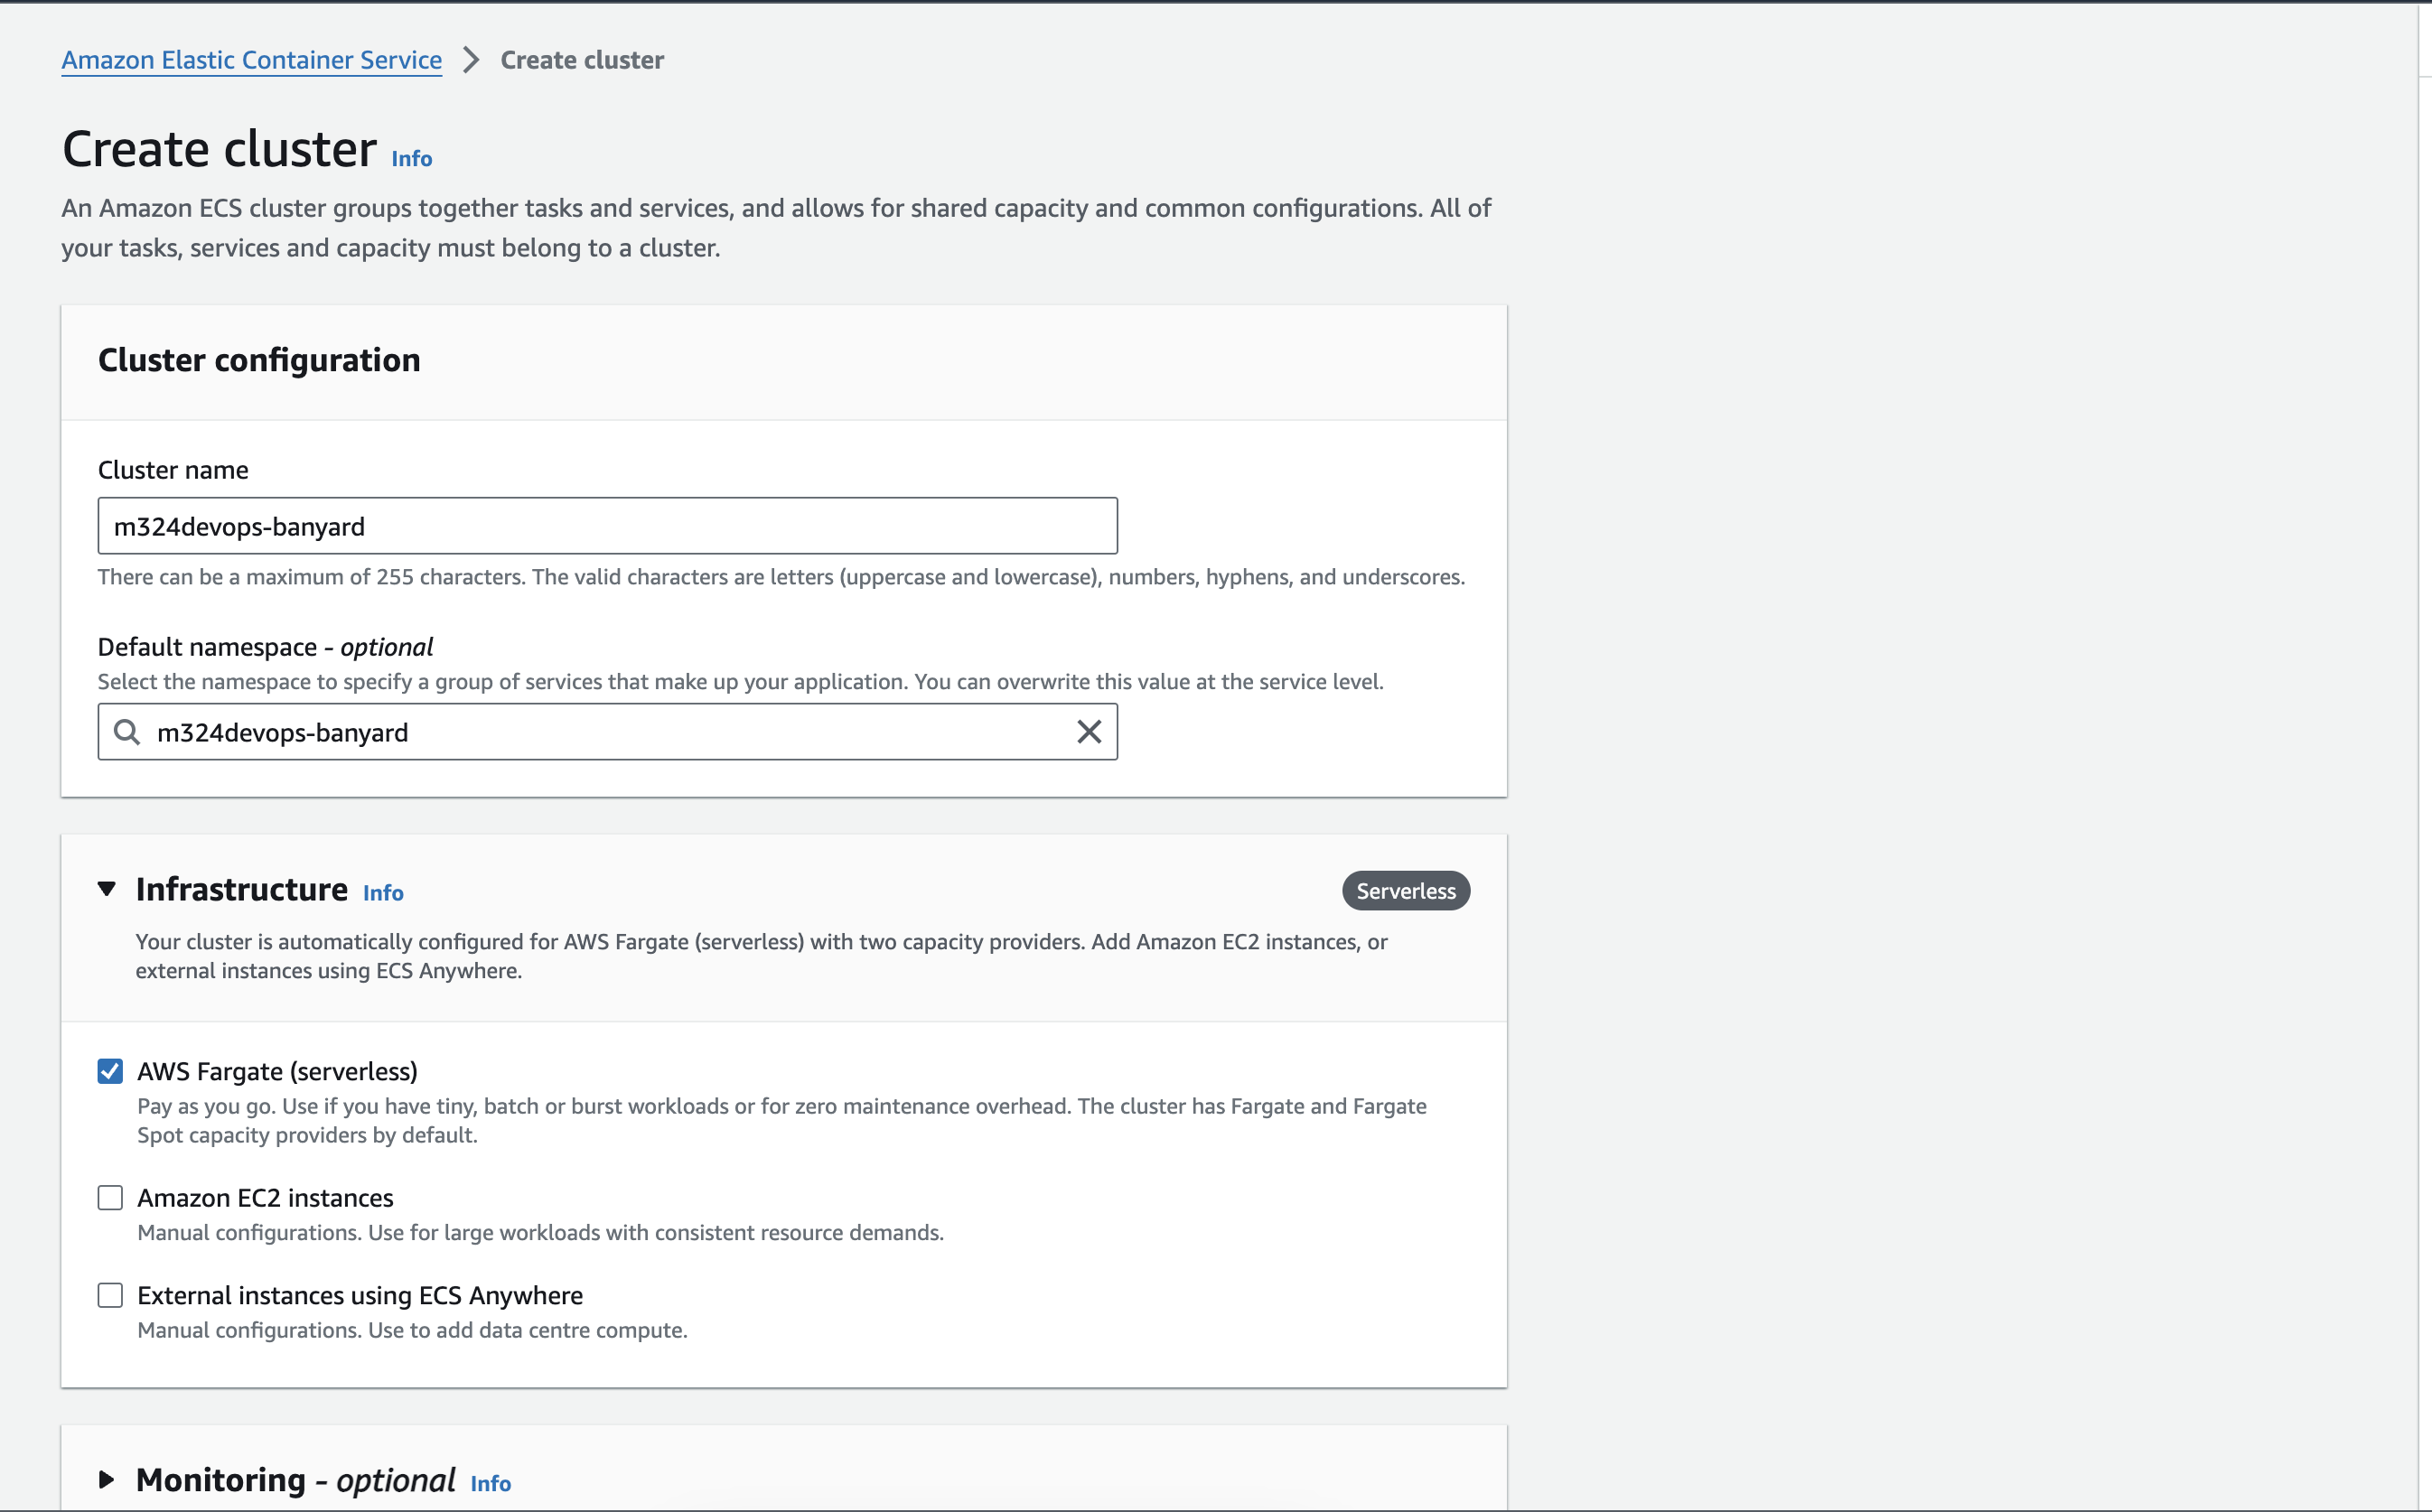 Amazon Elastic Container Service > Create cluster
Create cluster Info
An Amazon ECS cluster groups together tasks and services, and allows for shared capacity and common configurations. All of
your tasks, services and capacity must belong to a cluster.
Cluster configuration
Cluster name
m324devops-banyard
There can be a maximum of 255 characters. The valid characters are letters (uppercase and lowercase), numbers, hyphens, and underscores.
Default namespace - optional
Select the namespace to specify a group of services that make up your application. You can overwrite this value at the service level.
m324devops-banyard
Infrastructure Info
Serverless
Your cluster is automatically configured for AWS Fargate (serverless) with two capacity providers. Add Amazon EC2 instances, or
external instances using ECS Anywhere.
AWS Fargate (serverless)
Pay as you go. Use if you have tiny, batch or burst workloads or for zero maintenance overhead. The cluster has Fargate and Fargate
Spot capacity providers by default.
Amazon EC2 instances
Manual configurations. Use for large workloads with consistent resource demands.
External instances using ECS Anywhere
Manual configurations. Use to add data centre compute.
Monitoring - optional Info